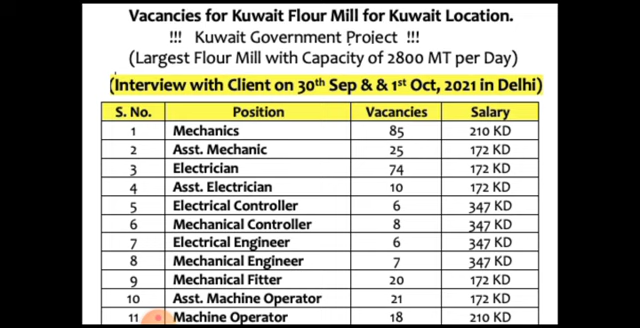 Vacancies for Kuwait Flour Mill for Kuwait Location.
!!! Kuwait Government Project !!!
(Largest Flour Mill with Capacity of 2800 MT per Day)
(Interview with Client on 30th Sep & & 1st Oct, 2021 in Delhi)
S. No. Position Vacancies Salary
1 Mechanics 85 210 KD
2 Asst. Mechanic 25 172 KD
3 Electrician 74 172 KD
4 Asst. Electrician 10 172 KD
5 Electrical Controller 6 347 KD
6 Mechanical Controller 8 347 KD
7 Electrical Engineer 6 347 KD
8 Mechanical Engineer 7 347 KD
9 Mechanical Fitter 20 172 KD
10 Asst. Machine Operator 21 172 KD
11 Machine Operator 18 210 KD